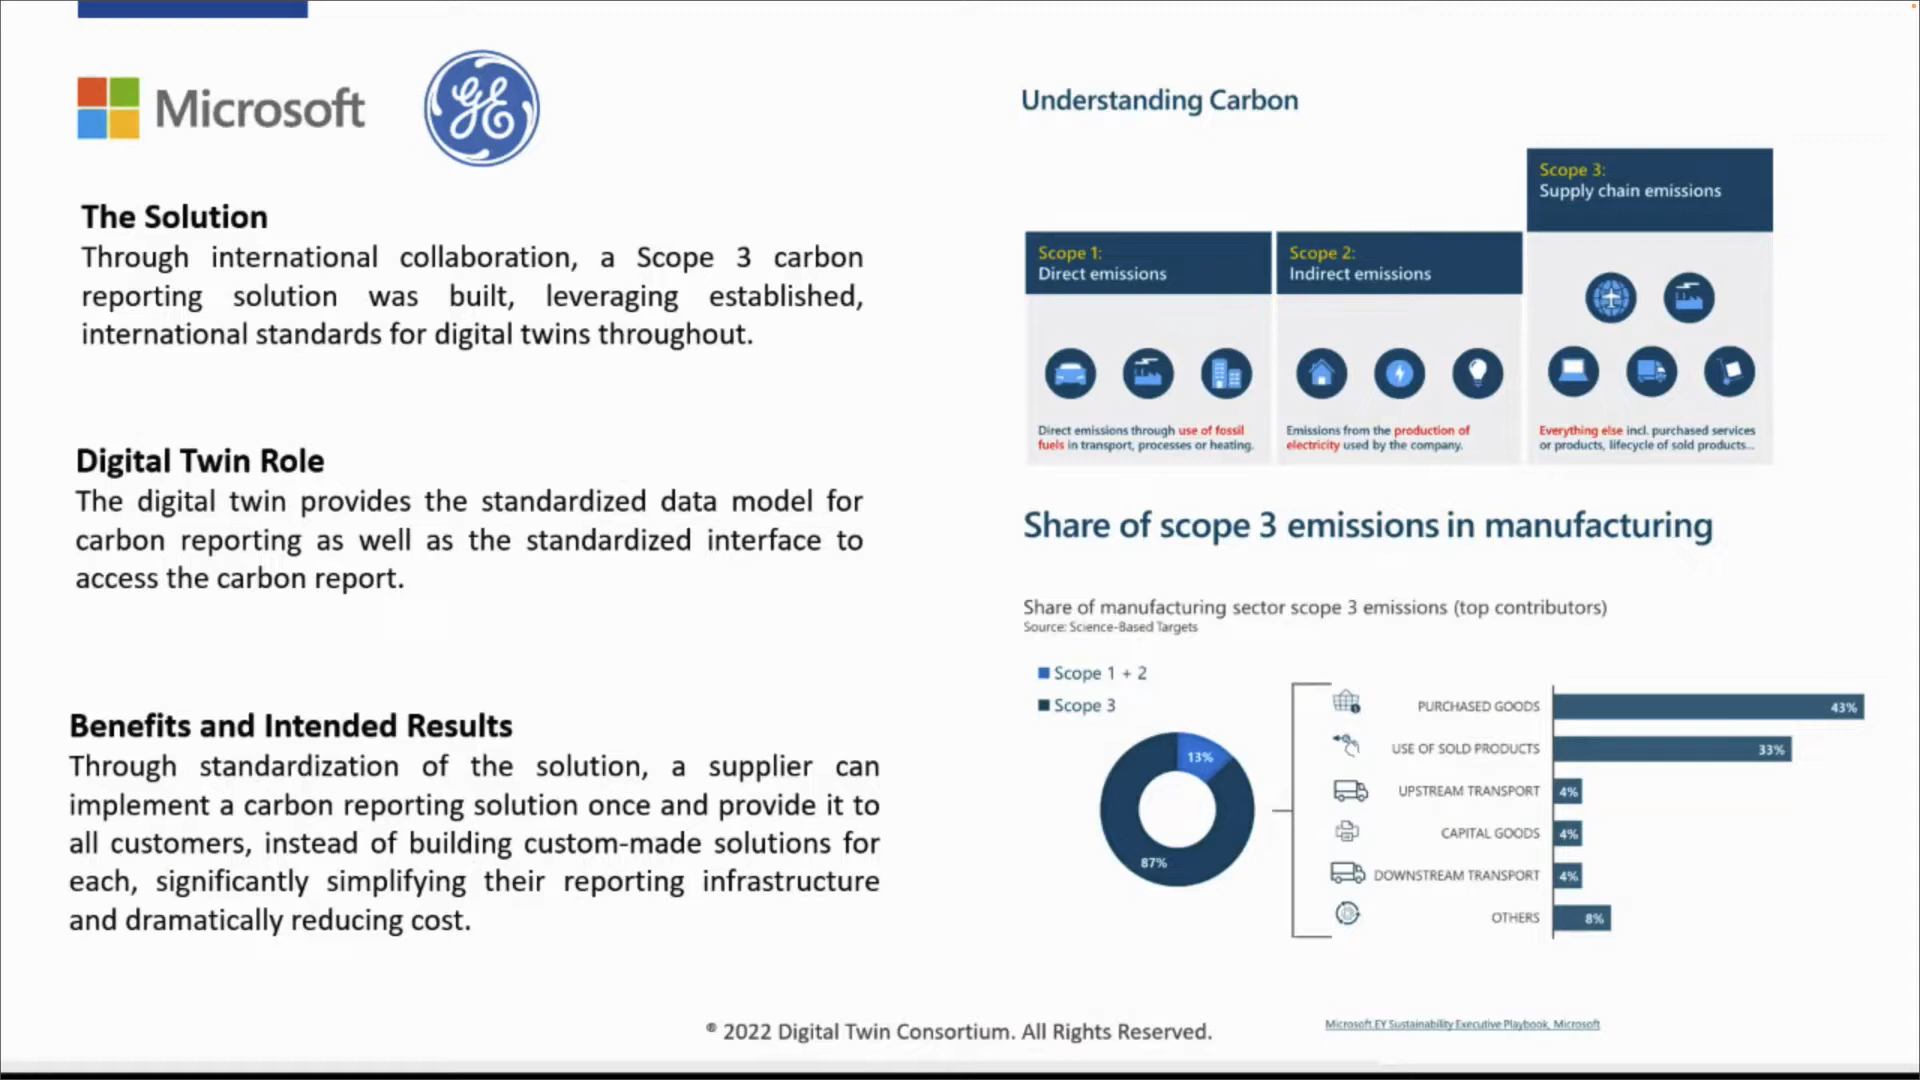 Microsoft
GE
The Solution
Through international collaboration, a Scope 3 carbon
reporting solution was built, leveraging established,
international standards for digital twins throughout.
Digital Twin Role
The digital twin provides the standardized data model for
carbon reporting as well as the standardized interface to
access the carbon report.
Benefits and Intended Results
Through standardization of the solution, a supplier can
implement a carbon reporting solution once and provide it to
all customers, instead of building custom-made solutions for
each, significantly simplifying their reporting infrastructure
and dramatically reducing cost.
Understanding Carbon
Scope 1:
Direct emissions
Direct emissions through use of fossil
fuels in transport, processes or heating.
Scope 2:
Indirect emissions
Emissions from the production of
electricity used by the company.
Scope 3:
Supply chain emissions
Everything else incl. purchased services
or products, lifecycle of sold products...
Share of scope 3 emissions in manufacturing
Share of manufacturing sector scope 3 emissions (top contributors)
Source: Science-Based Targets
Scope 1 + 2
Scope 3
13%
87%
PURCHASED GOODS 43%
USE OF SOLD PRODUCTS 33%
UPSTREAM TRANSPORT 4%
CAPITAL GOODS 4%
DOWNSTREAM TRANSPORT 4%
OTHERS 8%
® 2022 Digital Twin Consortium. All Rights Reserved.
Microsoft EY Sustainability Executive Playbook, Microsoft